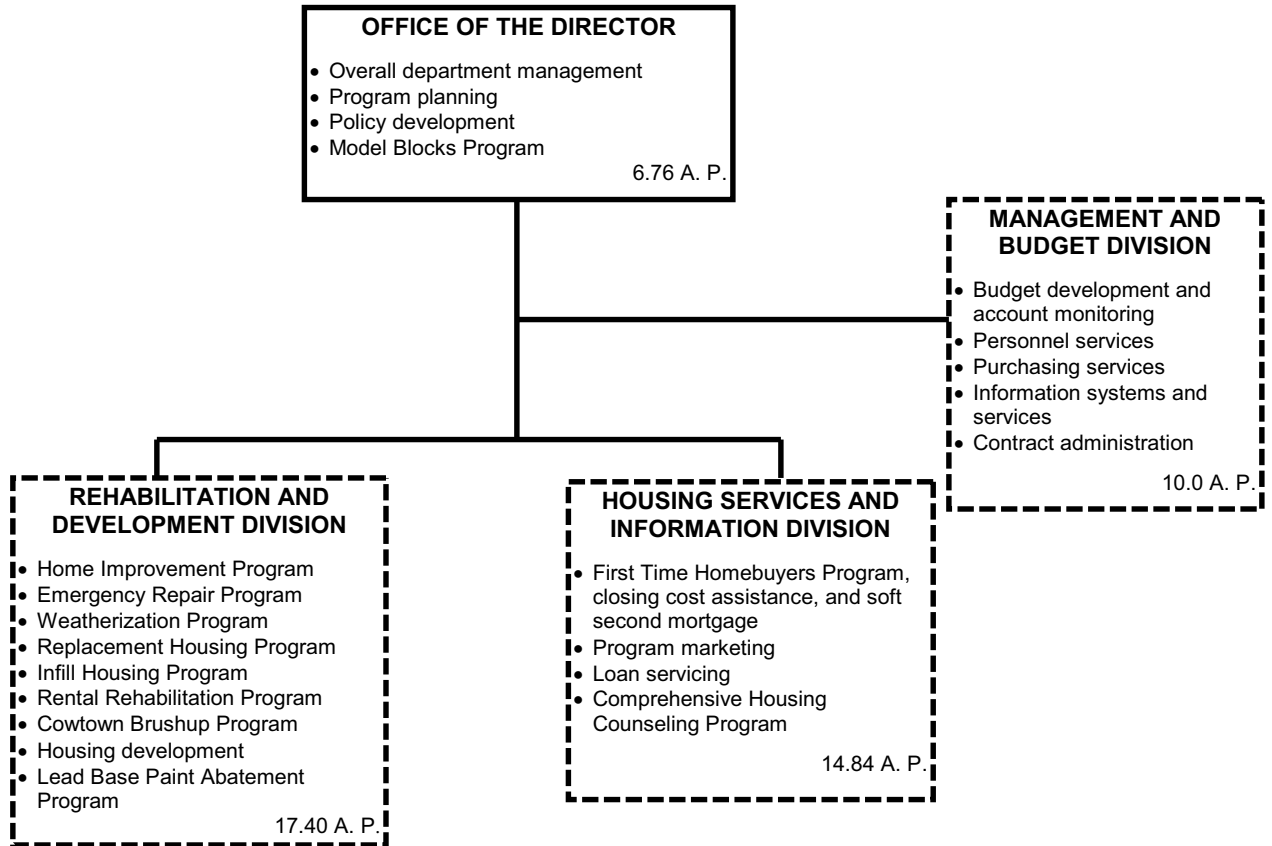 OFFICE OF THE DIRECTOR
• Overall department management
• Program planning
• Policy development
• Model Blocks Program
6.76 A. P.
MANAGEMENT AND
BUDGET DIVISION
• Budget development and
account monitoring
• Personnel services
• Purchasing services
• Information systems and
services
• Contract administration
10.0 A. P.
REHABILITATION AND
DEVELOPMENT DIVISION
• Home Improvement Program
• Emergency Repair Program
• Weatherization Program
• Replacement Housing Program
• Infill Housing Program
• Rental Rehabilitation Program
• Cowtown Brushup Program
• Housing development
• Lead Base Paint Abatement
Program
17.40 A. P.
HOUSING SERVICES AND
INFORMATION DIVISION
• First Time Homebuyers Program,
closing cost assistance, and soft
second mortgage
• Program marketing
• Loan servicing
• Comprehensive Housing
Counseling Program
14.84 A. P.